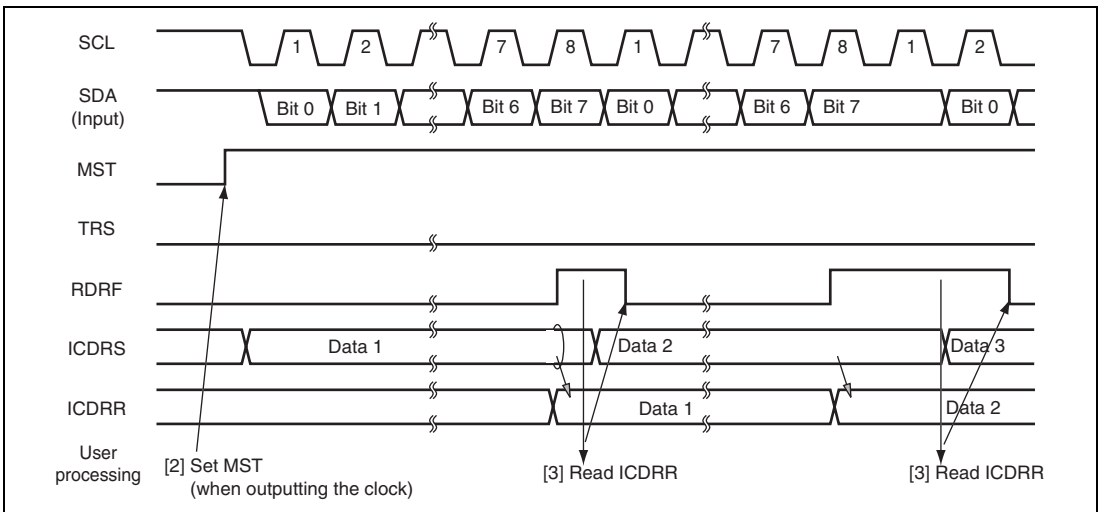 SCL 1 2 7 8 1 7 8 1 2
SDA
(Input)
Bit 0 Bit 1 Bit 6 Bit 7 Bit 0 Bit 6 Bit 7 Bit 0
MST
TRS
RDRF
ICDRS Data 1 Data 2 Data 3
ICDRR Data 1 Data 2
User
processing
[2] Set MST
(when outputting the clock)
[3] Read ICDRR
[3] Read ICDRR